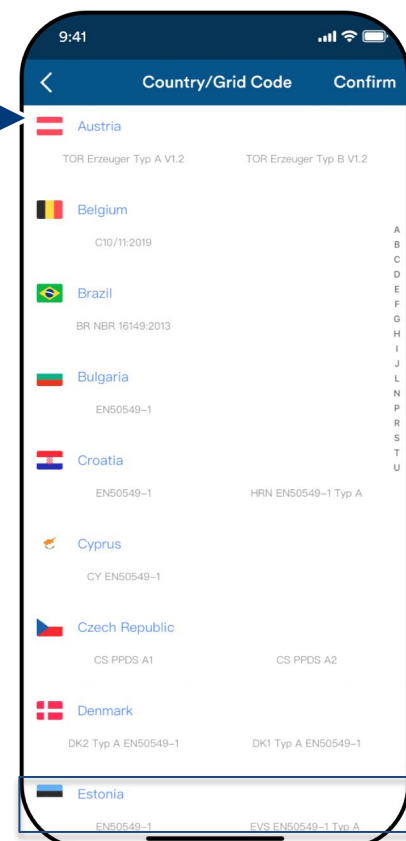 9:41
Country/Grid Code Confirm
Austria
TOR Erzeuger Typ A V1.2 TOR Erzeuger Typ B V1.2
Belgium
C10/11:2019
Brazil
BR NBR 16149:2013
Bulgaria
EN50549-1
Croatia
EN50549-1 HRN EN50549-1 Typ A
Cyprus
CY EN50549-1
Czech Republic
CS PPDS A1 CS PPDS A2
Denmark
DK2 Typ A EN50549-1 DK1 Typ A EN50549-1
Estonia
EN50549-1 EVS EN50549-1 Typ A
A
B
C
D
E
F
G
H
I
J
L
N
P
R
S
T
U